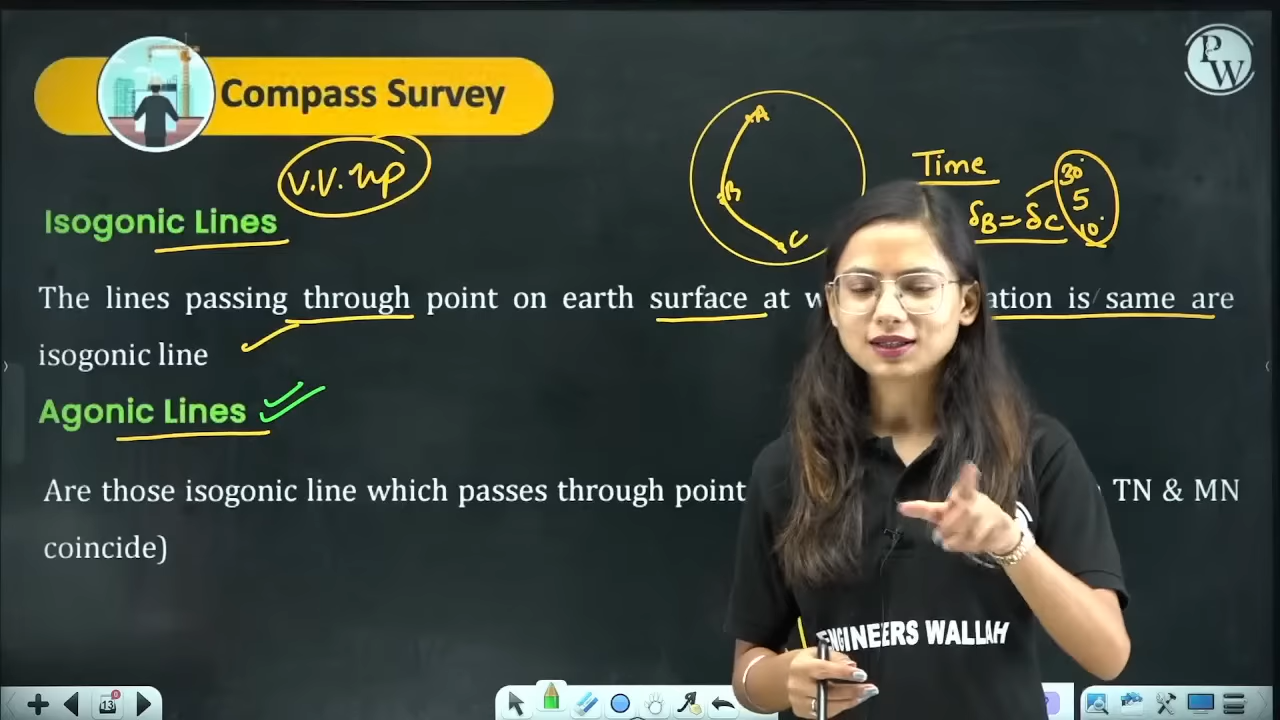 Compass Survey
PW
V.V. Imp
Isogonic Lines
A
B
C
Time
δB = δC
30°
5
10°
The lines passing through point on earth surface at w ation is same are
isogonic line
Agonic Lines
Are those isogonic line which passes through point TN & MN
coincide)
ENGINEERS WALLAH
13